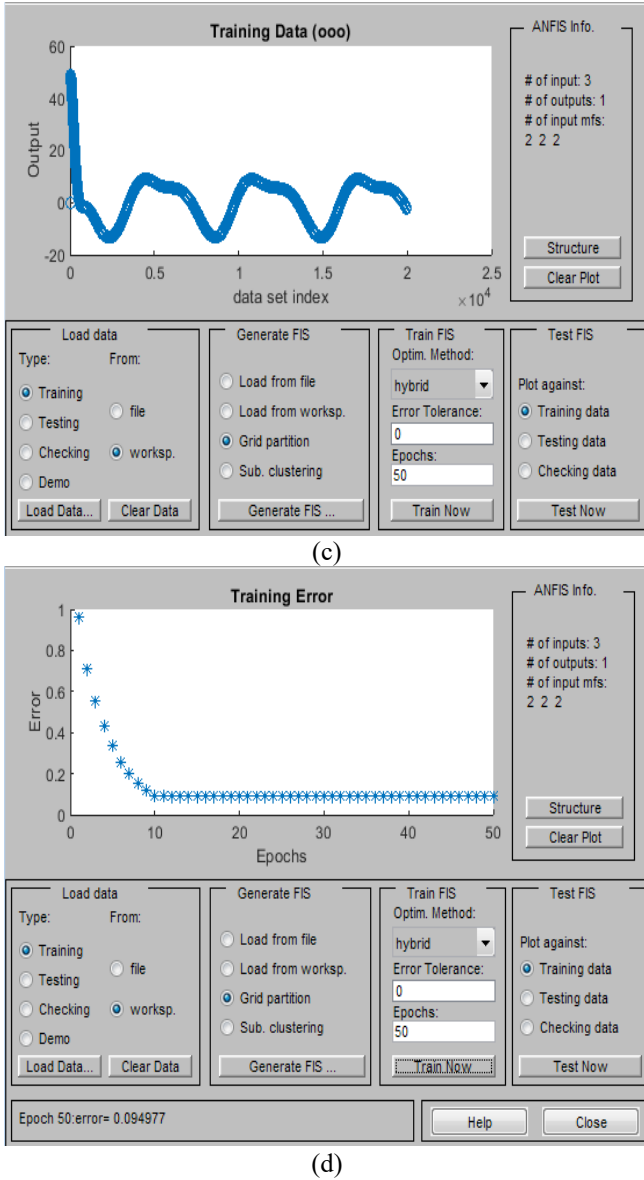 Training Data (ooo)
60
40
20
0
-20
Output
0
0.5
1
1.5
2
2.5
×10⁴
data set index
ANFIS Info.
# of input: 3
# of outputs: 1
# of input mfs:
2 2 2
Structure
Clear Plot
Load data
Type:
From:
Training
Testing
Checking
Demo
file
worksp.
Load Data...
Clear Data
Generate FIS
Load from file
Load from worksp.
Grid partition
Sub. clustering
Generate FIS ...
Train FIS
Optim. Method:
hybrid
Error Tolerance:
0
Epochs:
50
Train Now
Test FIS
Plot against:
Training data
Testing data
Checking data
Test Now
(c)
Training Error
1
0.8
0.6
0.4
0.2
0
Error
0
10
20
30
40
50
Epochs
ANFIS Info.
# of inputs: 3
# of outputs: 1
# of input mfs:
2 2 2
Structure
Clear Plot
Load data
Type:
From:
Training
Testing
Checking
Demo
file
worksp.
Load Data...
Clear Data
Generate FIS
Load from file
Load from worksp.
Grid partition
Sub. clustering
Generate FIS ...
Train FIS
Optim. Method:
hybrid
Error Tolerance:
0
Epochs:
50
Train Now
Test FIS
Plot against:
Training data
Testing data
Checking data
Test Now
Epoch 50:error= 0.094977
Help
Close
(d)